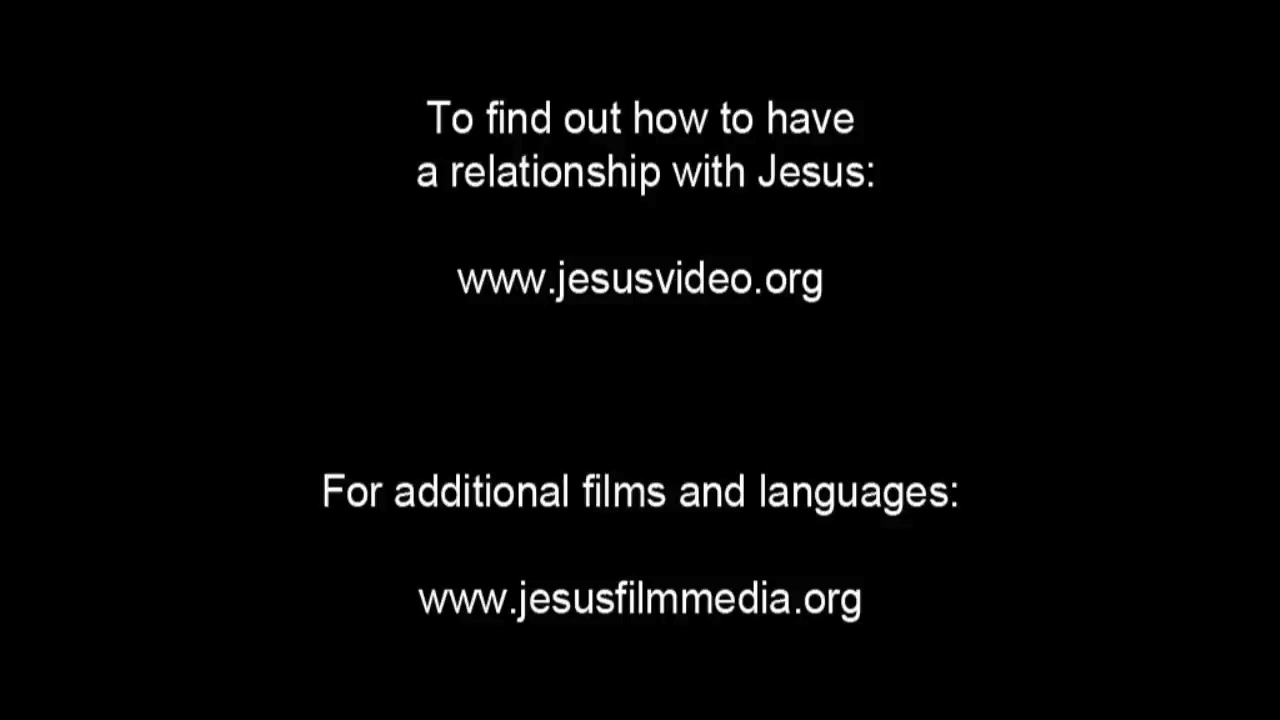 To find out how to have
a relationship with Jesus:
www.jesusvideo.org
For additional films and languages:
www.jesusfilmmedia.org